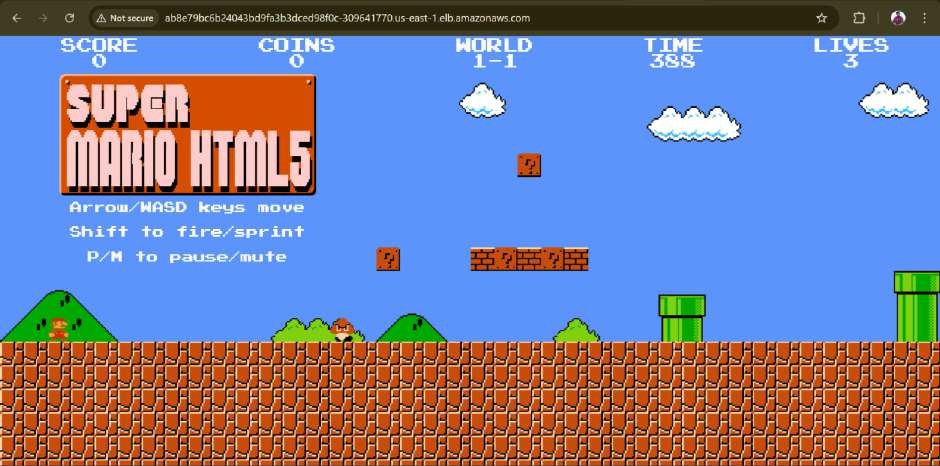 Not secure
ab8e79bc6b24043bd9fa3b3dced98f0c-309641770.us-east-1.elb.amazonaws.com
SCORE COINS WORLD TIME LIVES
0 0 1-1 388 3
SUPER
MARIO HTML5
Arrow/WASD keys move
Shift to fire/sprint
P/M to pause/mute
? 
? ? ?